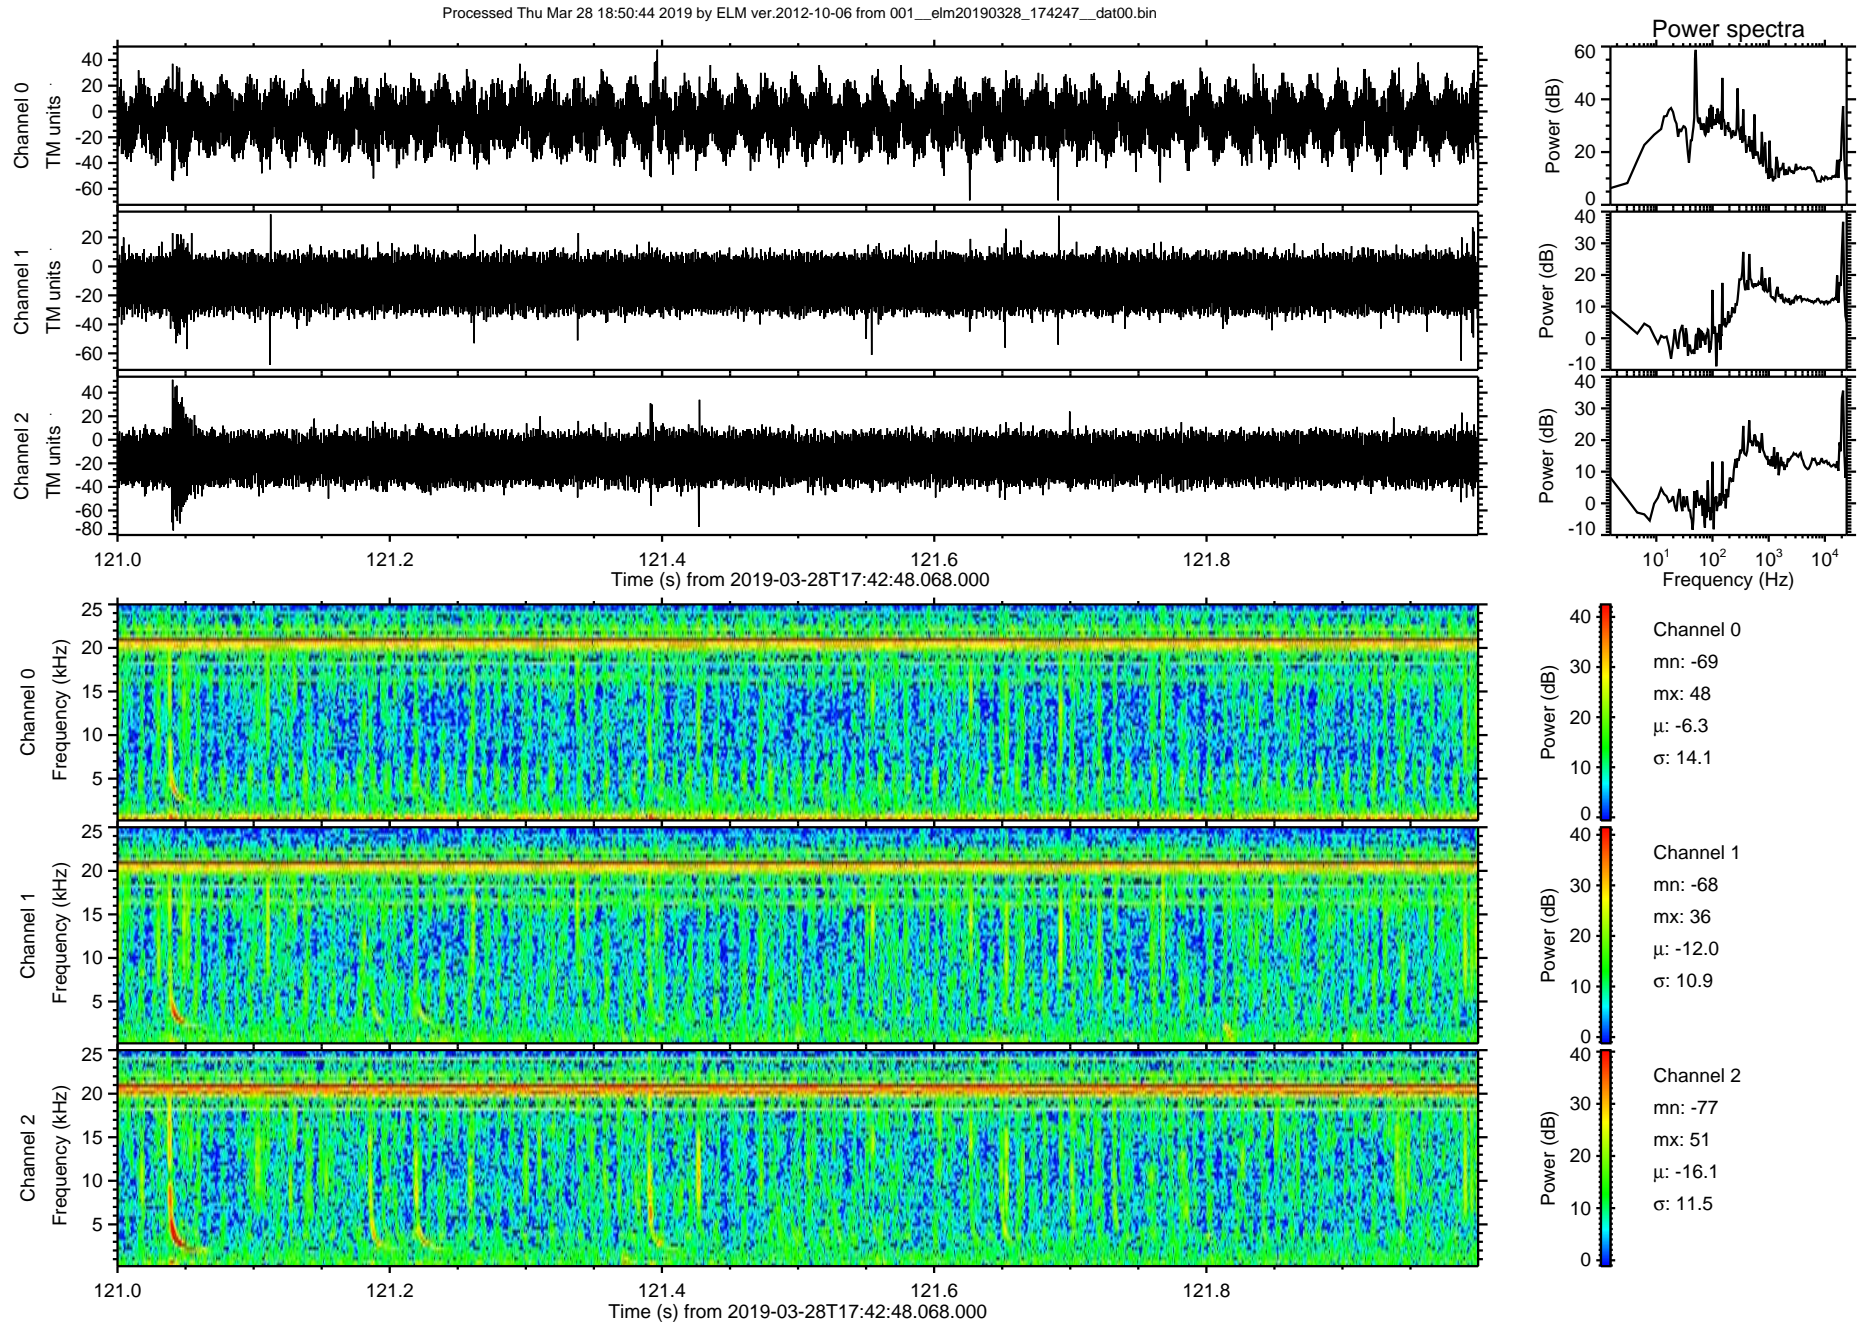 Processed Thu Mar 28 18:50:44 2019 by ELM ver.2012-10-06 from 001__elm20190328_174247__dat00.bin
Power spectra
Channel 0
TM units
40
20
0
-20
-40
-60
Power (dB)
60
40
20
0
Channel 1
TM units
20
0
-20
-40
-60
Power (dB)
40
30
20
10
0
-10
Channel 2
TM units
40
20
0
-20
-40
-60
-80
Power (dB)
40
30
20
10
0
-10
121.0 121.2 121.4 121.6 121.8
Time (s) from 2019-03-28T17:42:48.068.000
10^1 10^2 10^3 10^4
Frequency (Hz)
Channel 0
Frequency (kHz)
25
20
15
10
5
Power (dB)
40
30
20
10
0
Channel 0
mn: -69
mx: 48
µ: -6.3
σ: 14.1
Channel 1
Frequency (kHz)
25
20
15
10
5
Power (dB)
40
30
20
10
0
Channel 1
mn: -68
mx: 36
µ: -12.0
σ: 10.9
Channel 2
Frequency (kHz)
25
20
15
10
5
Power (dB)
40
30
20
10
0
Channel 2
mn: -77
mx: 51
µ: -16.1
σ: 11.5
121.0 121.2 121.4 121.6 121.8
Time (s) from 2019-03-28T17:42:48.068.000